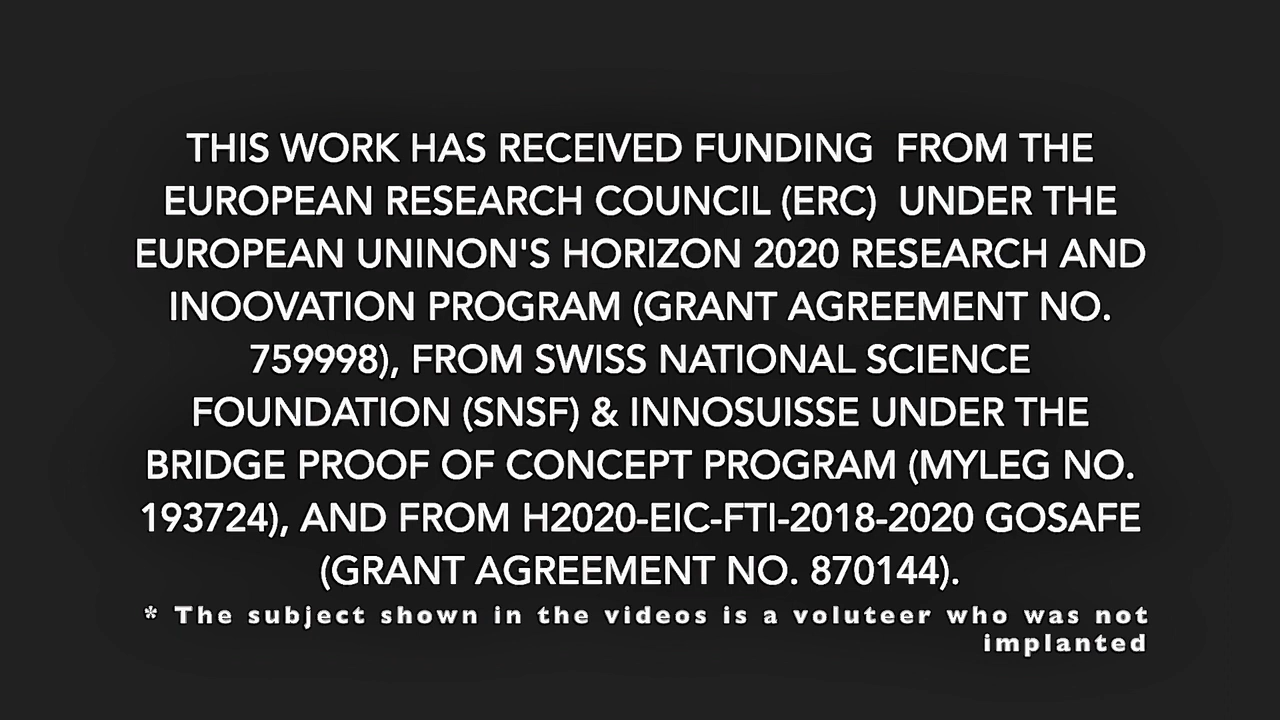 THIS WORK HAS RECEIVED FUNDING  FROM THE
EUROPEAN RESEARCH COUNCIL (ERC)  UNDER THE
EUROPEAN UNINON'S HORIZON 2020 RESEARCH AND
INOOVATION PROGRAM (GRANT AGREEMENT NO.
759998), FROM SWISS NATIONAL SCIENCE
FOUNDATION (SNSF) & INNOSUISSE UNDER THE
BRIDGE PROOF OF CONCEPT PROGRAM (MYLEG NO.
193724), AND FROM H2020-EIC-FTI-2018-2020 GOSAFE
(GRANT AGREEMENT NO. 870144).
* The subject shown in the videos is a voluteer who was not
implanted